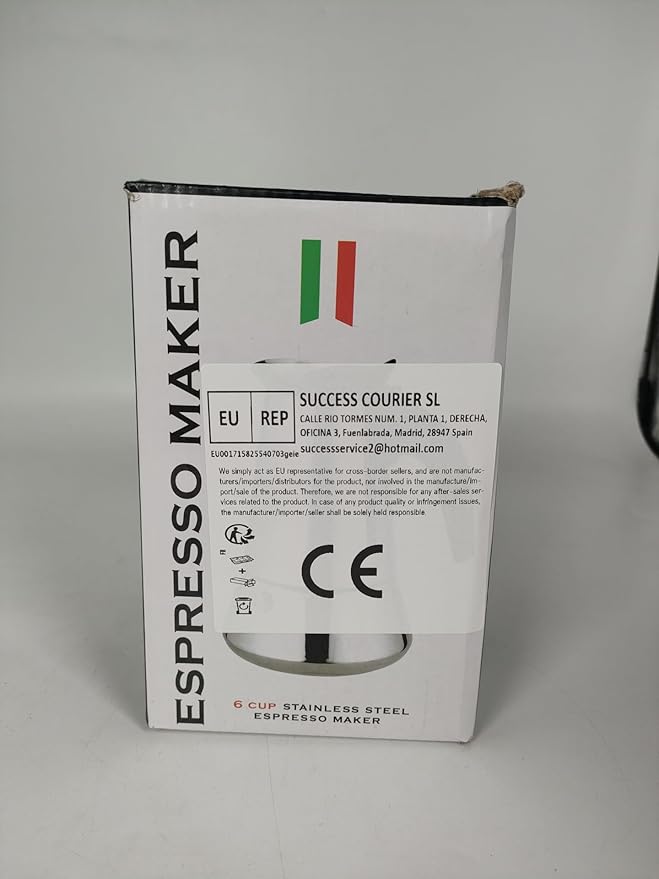 ESPRESSO MAKER
EU REP
SUCCESS COURIER SL
CALLE RIO TORMES NUM. 1, PLANTA 1, DERECHA,
OFICINA 3, Fuenlabrada, Madrid, 28947 Spain
EU001715825540703geie
successservice2@hotmail.com
We simply act as EU representative for cross-border sellers, and are not manufac-
turers/importers/distributors for the product, nor involved in the manufacture/im-
port/sale of the product. Therefore, we are not responsible for any after-sales ser-
vices related to the product. In case of any product quality or infringement issues,
the manufacturer/importer/seller shall be solely held responsible.
FR
+
CE
6 CUP STAINLESS STEEL
ESPRESSO MAKER